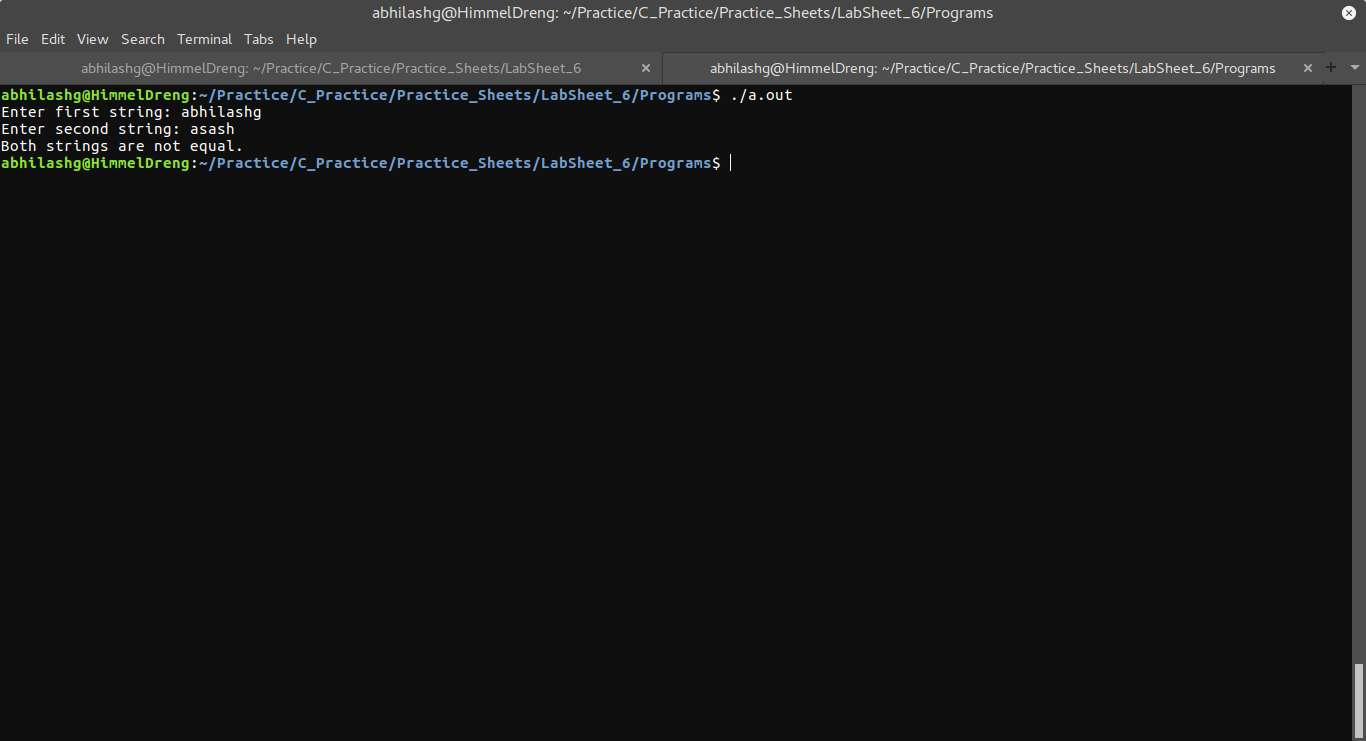 abhilashg@HimmelDreng: ~/Practice/C_Practice/Practice_Sheets/LabSheet_6/Programs
File Edit View Search Terminal Tabs Help
abhilashg@HimmelDreng: ~/Practice/C_Practice/Practice_Sheets/LabSheet_6 × abhilashg@HimmelDreng: ~/Practice/C_Practice/Practice_Sheets/LabSheet_6/Programs ×
abhilashg@HimmelDreng:~/Practice/C_Practice/Practice_Sheets/LabSheet_6/Programs$ ./a.out
Enter first string: abhilashg
Enter second string: asash
Both strings are not equal.
abhilashg@HimmelDreng:~/Practice/C_Practice/Practice_Sheets/LabSheet_6/Programs$